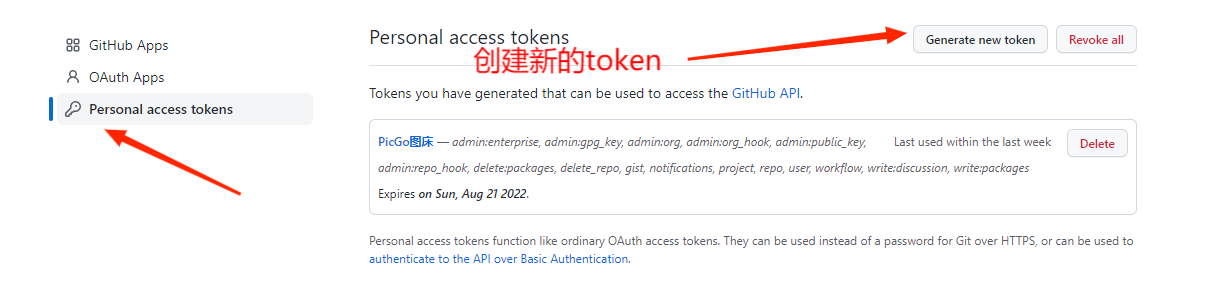 GitHub Apps
OAuth Apps
Personal access tokens
Personal access tokens
创建新的token
Generate new token
Revoke all
Tokens you have generated that can be used to access the GitHub API.
PicGo图床 — admin:enterprise, admin:gpg_key, admin:org, admin:org_hook, admin:public_key,
Last used within the last week
Delete
admin:repo_hook, delete:packages, delete_repo, gist, notifications, project, repo, user, workflow, write:discussion, write:packages
Expires on Sun, Aug 21 2022.
Personal access tokens function like ordinary OAuth access tokens. They can be used instead of a password for Git over HTTPS, or can be used to
authenticate to the API over Basic Authentication.